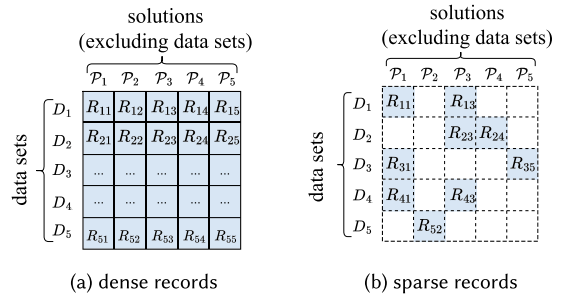 solutions
(excluding data sets)
P1 P2 P3 P4 P5
data sets
D1 R11 R12 R13 R14 R15
D2 R21 R22 R23 R24 R25
D3 ... ... ... ... ...
D4 ... ... ... ... ...
D5 R51 R52 R53 R54 R55
(a) dense records
solutions
(excluding data sets)
P1 P2 P3 P4 P5
data sets
D1 R11 R13
D2 R23 R24
D3 R31 R35
D4 R41 R43
D5 R52
(b) sparse records